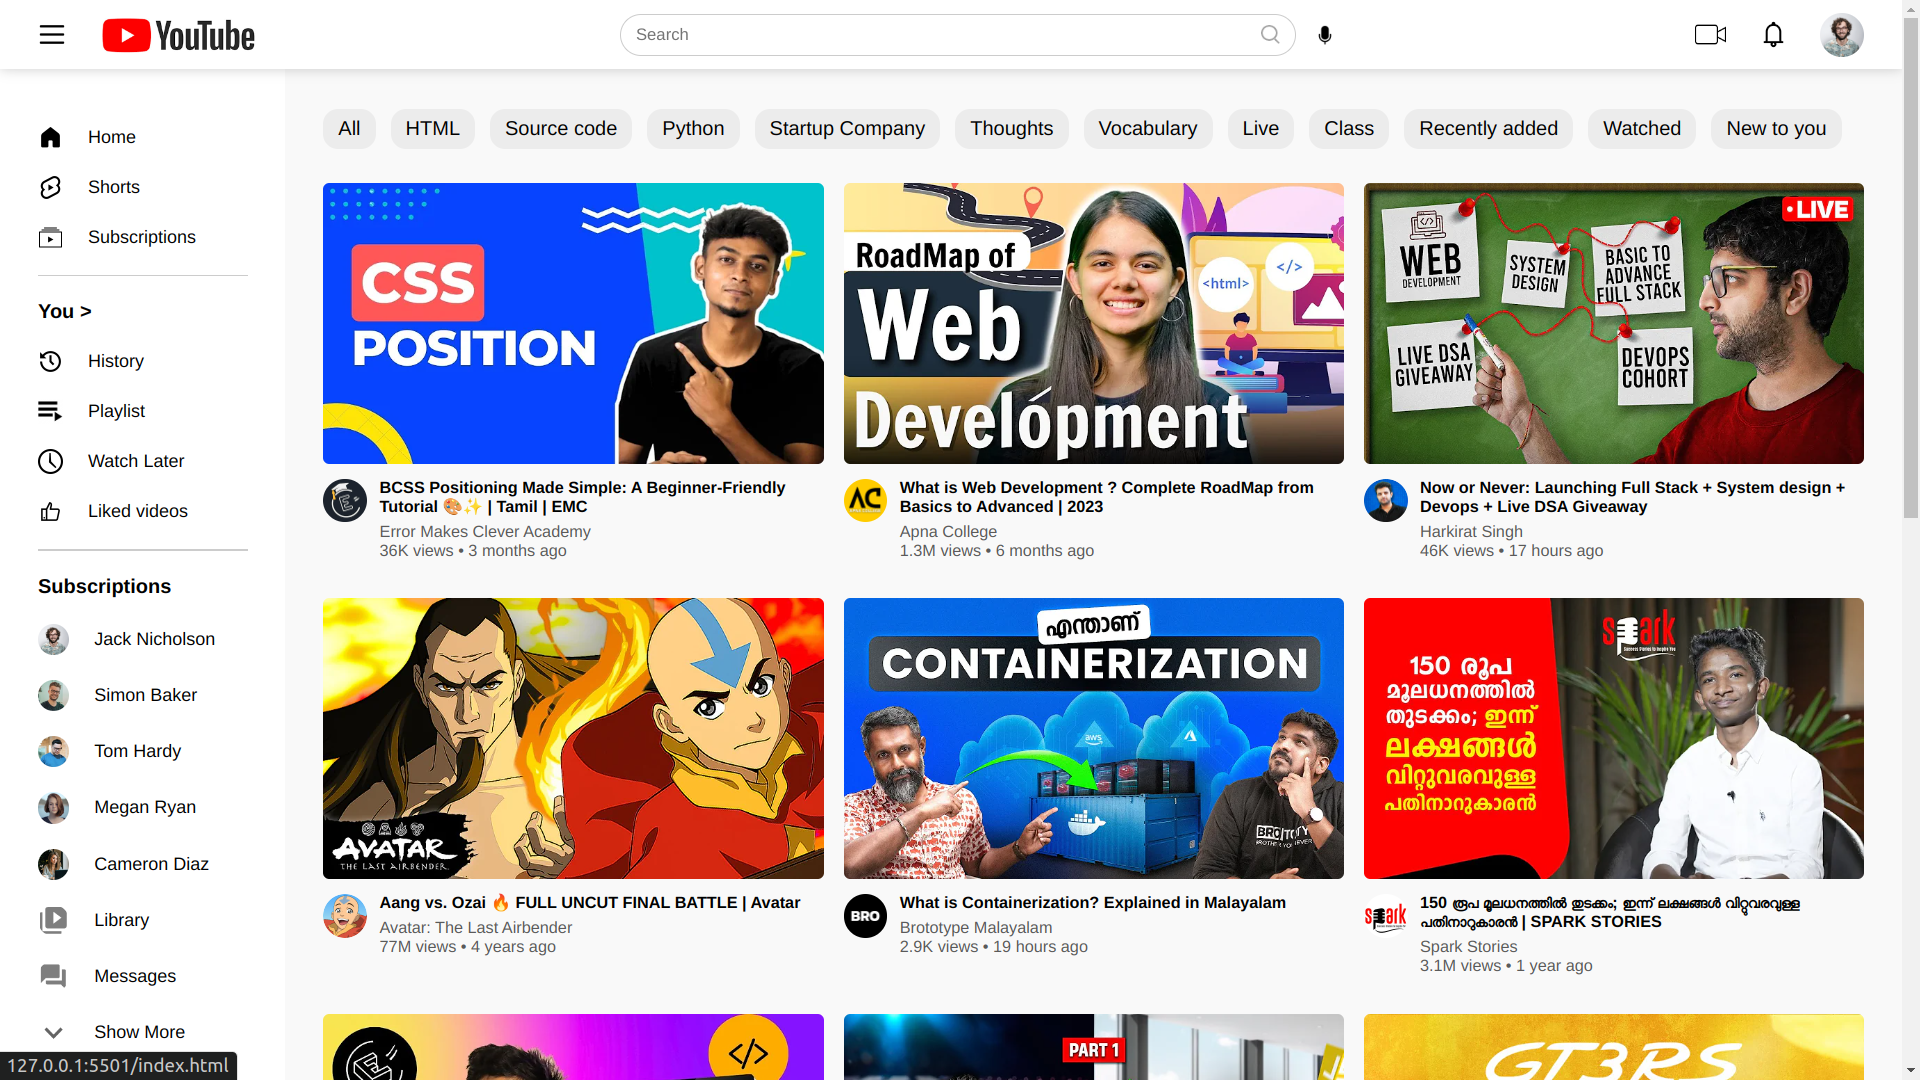 YouTube
Search
Home
Shorts
Subscriptions
You >
History
Playlist
Watch Later
Liked videos
Subscriptions
Jack Nicholson
Simon Baker
Tom Hardy
Megan Ryan
Cameron Diaz
Library
Messages
Show More
127.0.0.1:5501/index.html
All
HTML
Source code
Python
Startup Company
Thoughts
Vocabulary
Live
Class
Recently added
Watched
New to you
CSS
POSITION
BCSS Positioning Made Simple: A Beginner-Friendly
Tutorial 🎨✨ | Tamil | EMC
Error Makes Clever Academy
36K views • 3 months ago
RoadMap of
Web
Development
<html>
</>
AC
What is Web Development ? Complete RoadMap from
Basics to Advanced | 2023
Apna College
1.3M views • 6 months ago
• LIVE
WEB
DEVELOPMENT
SYSTEM
DESIGN
BASIC TO
ADVANCE
FULL STACK
LIVE DSA
GIVEAWAY
DEVOPS
COHORT
Now or Never: Launching Full Stack + System design +
Devops + Live DSA Giveaway
Harkirat Singh
46K views • 17 hours ago
AVATAR
THE LAST AIRBENDER
Aang vs. Ozai 🔥 FULL UNCUT FINAL BATTLE | Avatar
Avatar: The Last Airbender
77M views • 4 years ago
എന്താണ്
CONTAINERIZATION
aws
BRO
What is Containerization? Explained in Malayalam
Brototype Malayalam
2.9K views • 19 hours ago
spark
Success Stories to Inspire You
150 രൂപ
മൂലധനത്തിൽ
തുടക്കം; ഇന്ന്
ലക്ഷങ്ങൾ
വിറ്റുവരവുള്ള
പതിനാറുകാരൻ
spark
150 രൂപ മൂലധനത്തിൽ തുടക്കം; ഇന്ന് ലക്ഷങ്ങൾ വിറ്റുവരവുള്ള
പതിനാറുകാരൻ | SPARK STORIES
Spark Stories
3.1M views • 1 year ago
</>
PART 1
GT3RS